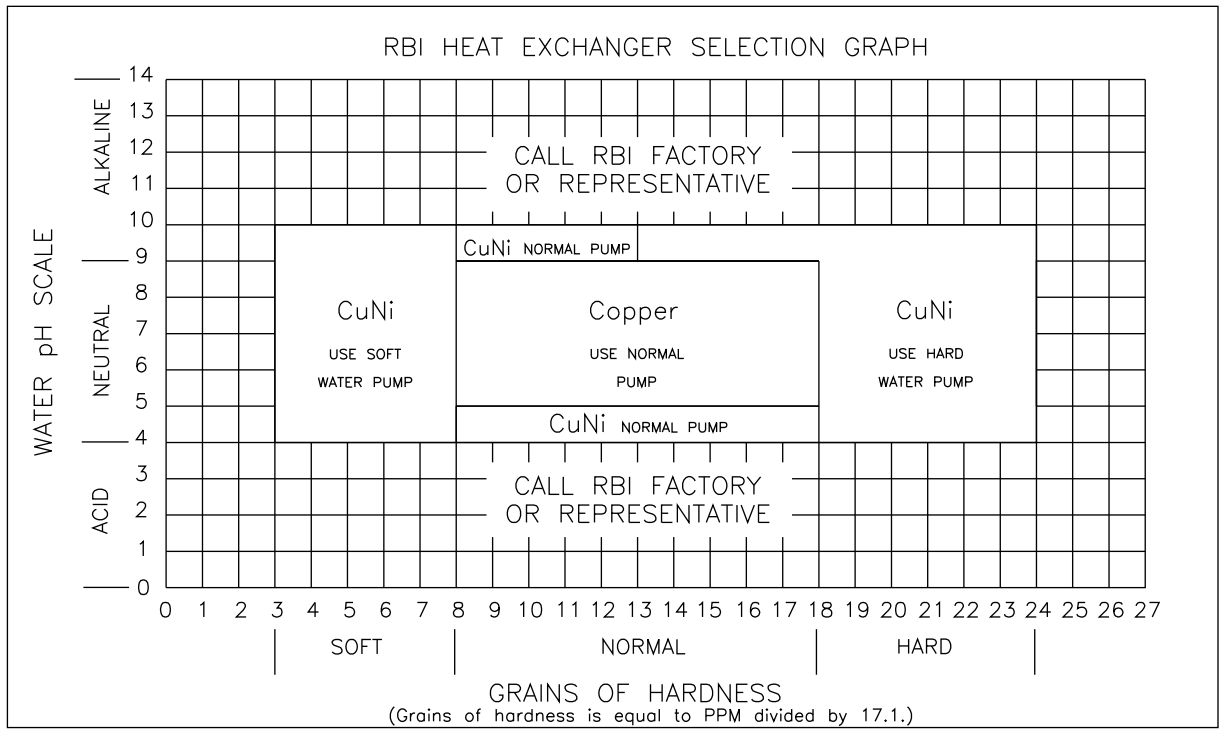 RBI HEAT EXCHANGER SELECTION GRAPH
WATER pH SCALE
ALKALINE
NEUTRAL
ACID
14
13
12
11
10
9
8
7
6
5
4
3
2
1
0
CALL RBI FACTORY
OR REPRESENTATIVE
CuNi NORMAL PUMP
CuNi
USE SOFT
WATER PUMP
Copper
USE NORMAL
PUMP
CuNi
USE HARD
WATER PUMP
CuNi NORMAL PUMP
CALL RBI FACTORY
OR REPRESENTATIVE
0 1 2 3 4 5 6 7 8 9 10 11 12 13 14 15 16 17 18 19 20 21 22 23 24 25 26 27
SOFT NORMAL HARD
GRAINS OF HARDNESS
(Grains of hardness is equal to PPM divided by 17.1.)